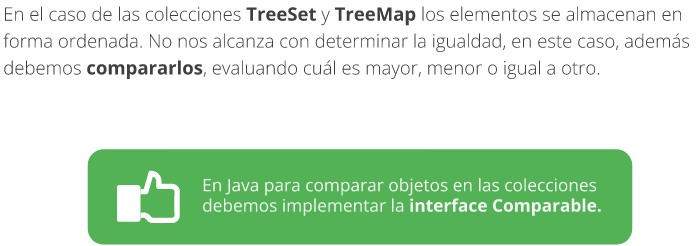 En el caso de las colecciones TreeSet y TreeMap los elementos se almacenan en
forma ordenada. No nos alcanza con determinar la igualdad, en este caso, además
debemos compararlos, evaluando cuál es mayor, menor o igual a otro.
En Java para comparar objetos en las colecciones
debemos implementar la interface Comparable.